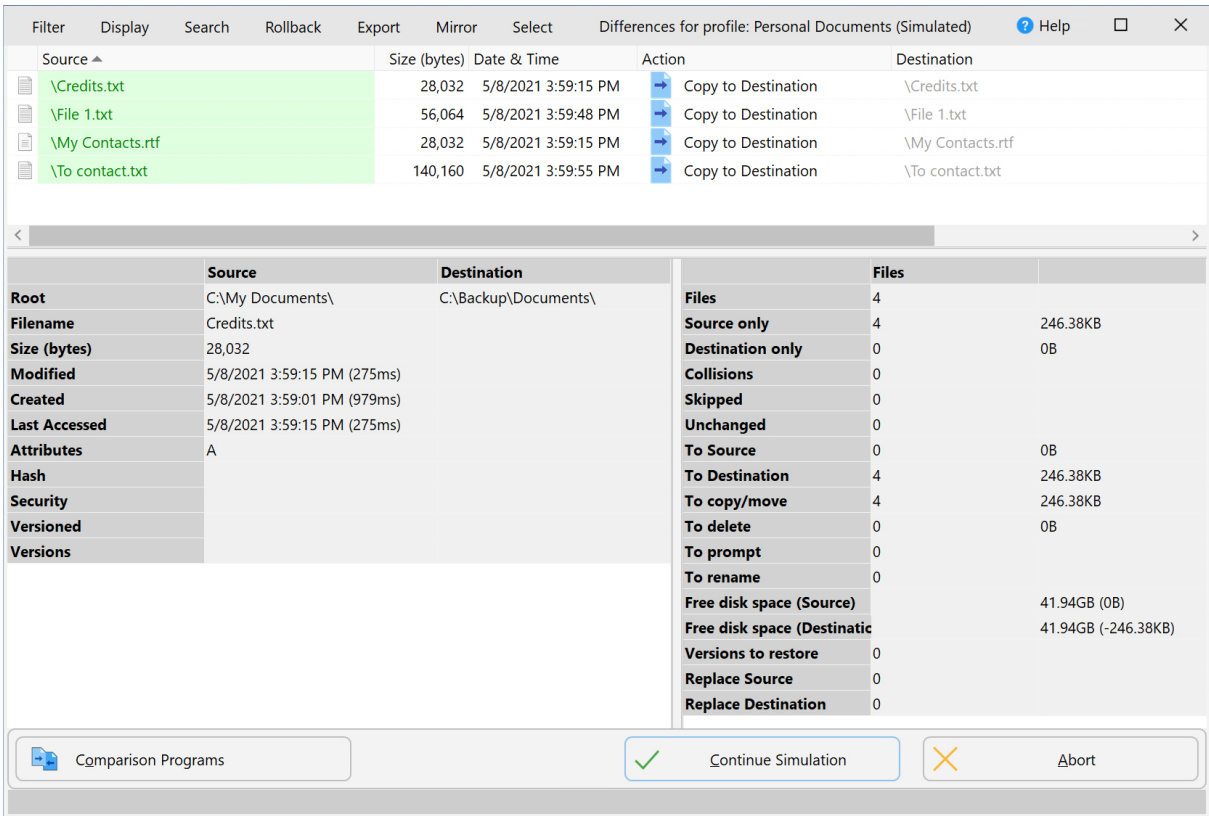 Filter Display Search Rollback Export Mirror Select Differences for profile: Personal Documents (Simulated) Help
Source Size (bytes) Date & Time Action Destination
\Credits.txt 28,032 5/8/2021 3:59:15 PM Copy to Destination \Credits.txt
\File 1.txt 56,064 5/8/2021 3:59:48 PM Copy to Destination \File 1.txt
\My Contacts.rtf 28,032 5/8/2021 3:59:15 PM Copy to Destination \My Contacts.rtf
\To contact.txt 140,160 5/8/2021 3:59:55 PM Copy to Destination \To contact.txt
Source Destination
Root C:\My Documents\ C:\Backup\Documents\
Filename Credits.txt
Size (bytes) 28,032
Modified 5/8/2021 3:59:15 PM (275ms)
Created 5/8/2021 3:59:01 PM (979ms)
Last Accessed 5/8/2021 3:59:15 PM (275ms)
Attributes A
Hash
Security
Versioned
Versions
Files
Files 4
Source only 4 246.38KB
Destination only 0 0B
Collisions 0
Skipped 0
Unchanged 0
To Source 0 0B
To Destination 4 246.38KB
To copy/move 4 246.38KB
To delete 0 0B
To prompt 0
To rename 0
Free disk space (Source) 41.94GB (0B)
Free disk space (Destinatic 41.94GB (-246.38KB)
Versions to restore 0
Replace Source 0
Replace Destination 0
Comparison Programs Continue Simulation Abort